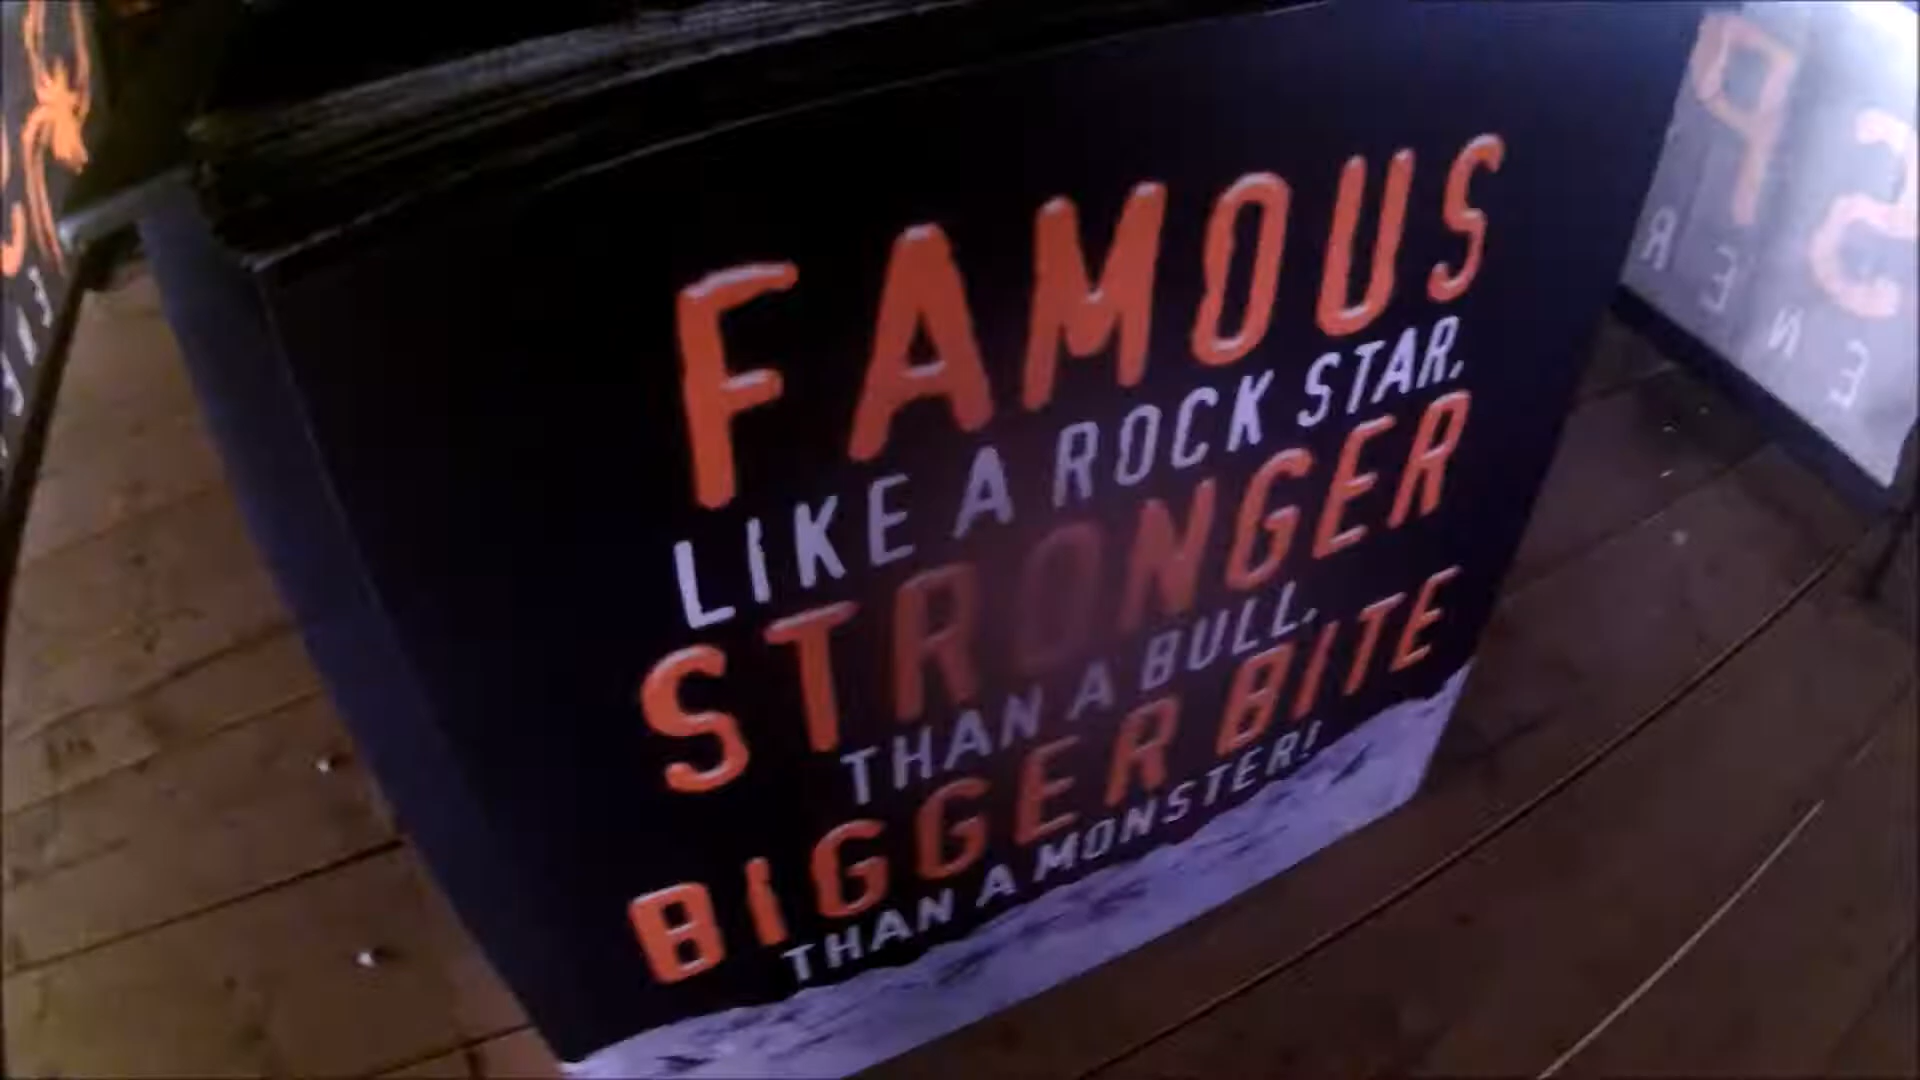 FAMOUS
LIKE A ROCK STAR,
STRONGER
THAN A BULL,
BIGGER BITE
THAN A MONSTER!